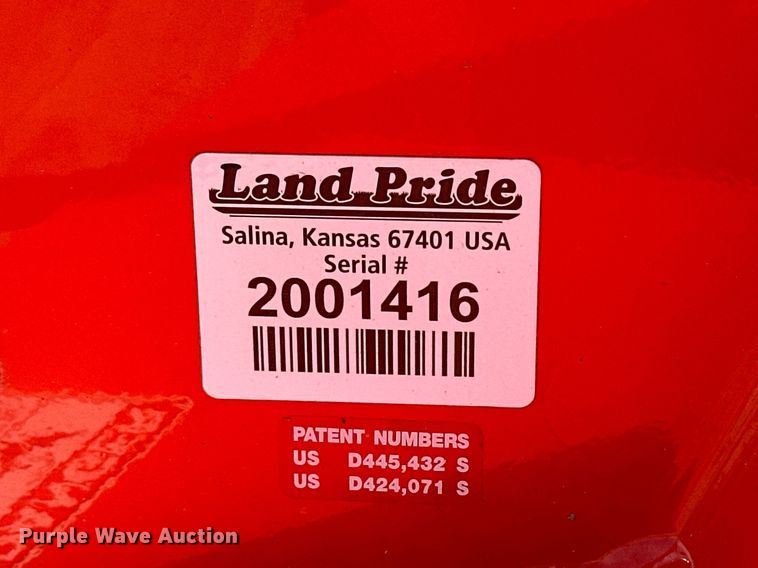 Land Pride
Salina, Kansas 67401 USA
Serial #
2001416
PATENT NUMBERS
US D445,432 S
US D424,071 S
Purple Wave Auction